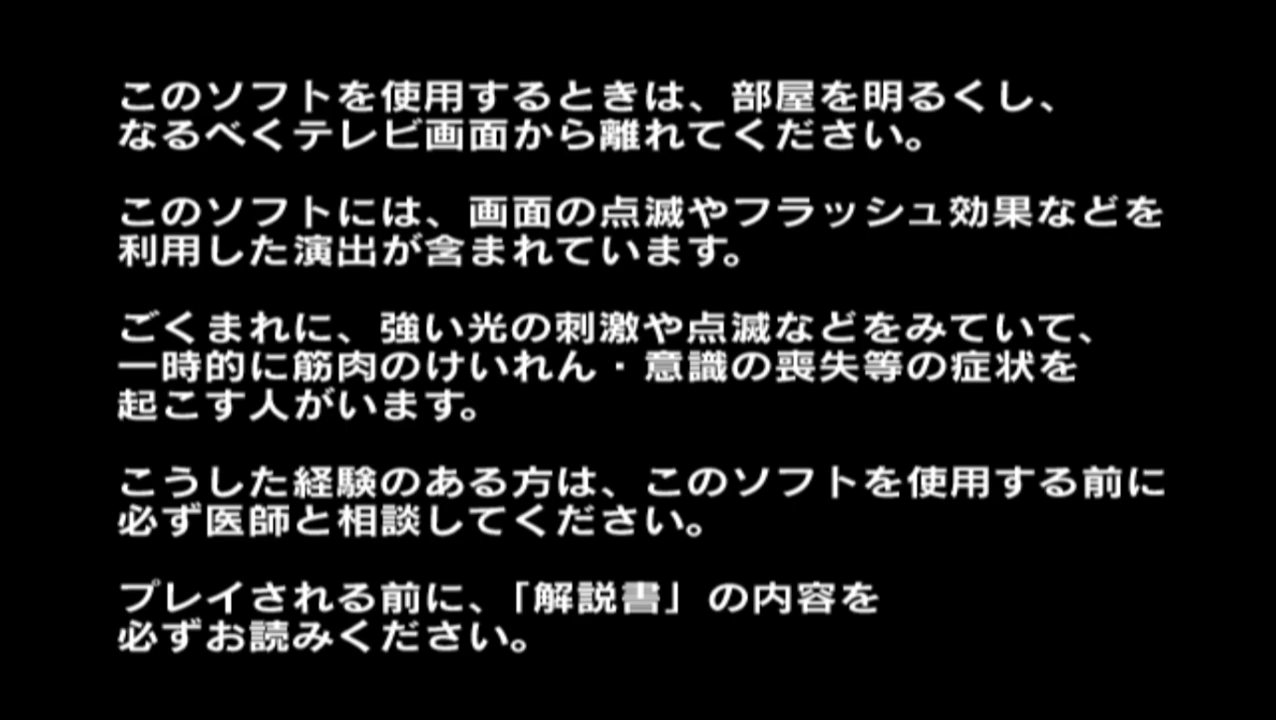 このソフトを使用するときは、部屋を明るくし、
なるべくテレビ画面から離れてください。
このソフトには、画面の点滅やフラッシュ効果などを
利用した演出が含まれています。
ごくまれに、強い光の刺激や点滅などをみていて、
一時的に筋肉のけいれん・意識の喪失等の症状を
起こす人がいます。
こうした経験のある方は、このソフトを使用する前に
必ず医師と相談してください。
プレイされる前に、「解説書」の内容を
必ずお読みください。